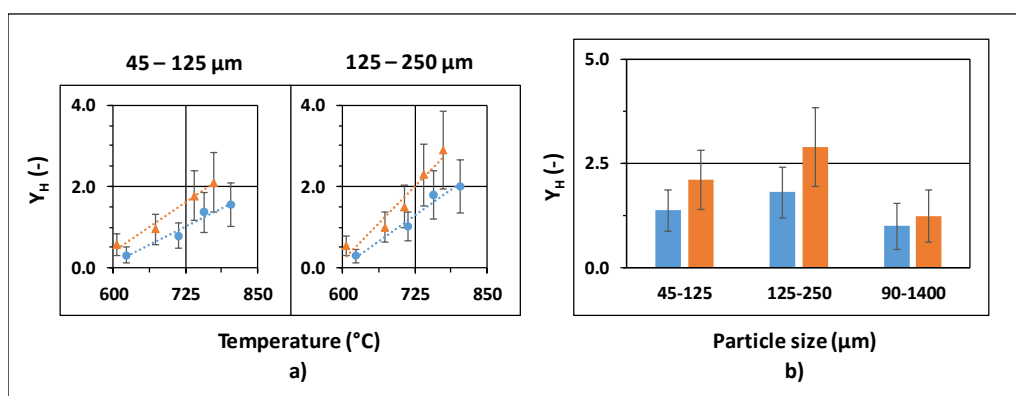 45 – 125 µm
125 – 250 µm
Y_H (-)
4.0
2.0
0.0
600
725
850
4.0
2.0
0.0
600
725
850
Temperature (°C)
a)
Y_H (-)
5.0
2.5
0.0
45-125
125-250
90-1400
Particle size (µm)
b)